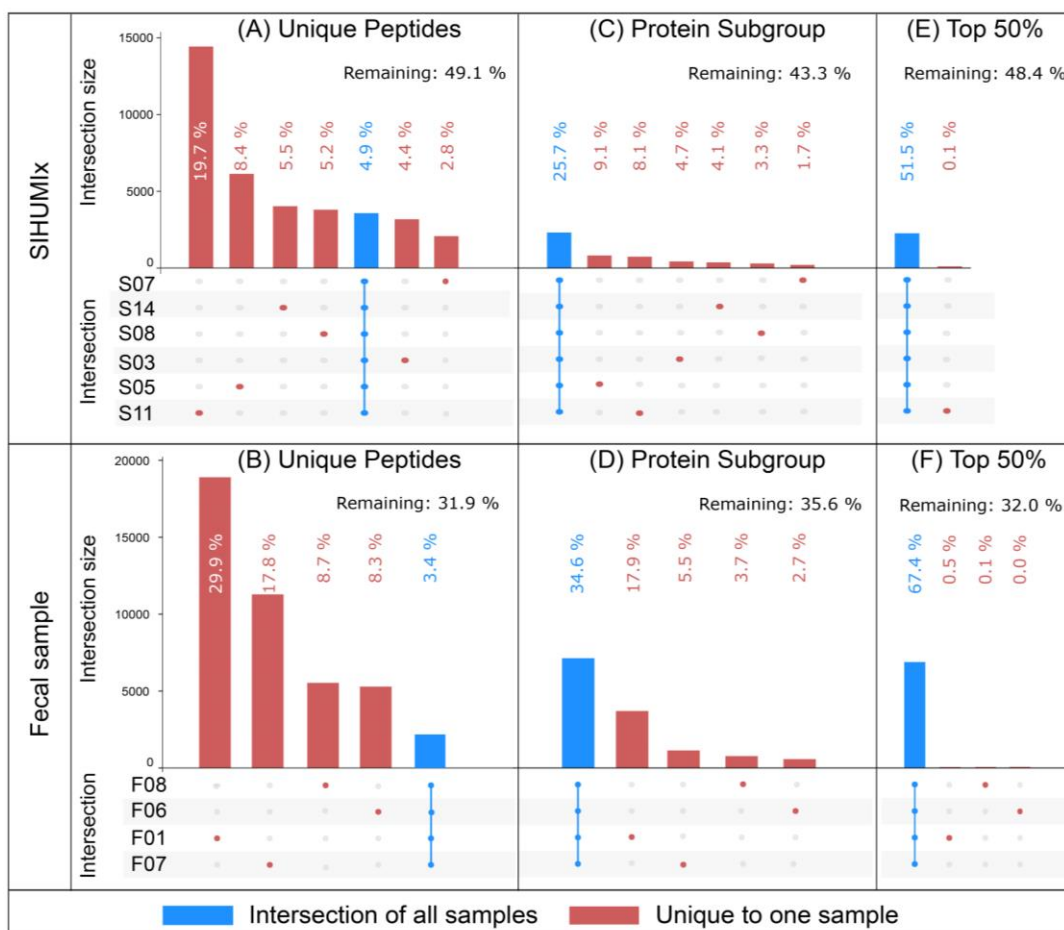 SIHUMIx
(A) Unique Peptides
Remaining: 49.1 %
Intersection size
15000
10000
5000
0
19.7 %
8.4 %
5.5 %
5.2 %
4.9 %
4.4 %
2.8 %
Intersection
S07
S14
S08
S03
S05
S11
(C) Protein Subgroup
Remaining: 43.3 %
25.7 %
9.1 %
8.1 %
4.7 %
4.1 %
3.3 %
1.7 %
(E) Top 50%
Remaining: 48.4 %
51.5 %
0.1 %
Fecal sample
(B) Unique Peptides
Remaining: 31.9 %
Intersection size
20000
15000
10000
5000
0
29.9 %
17.8 %
8.7 %
8.3 %
3.4 %
Intersection
F08
F06
F01
F07
(D) Protein Subgroup
Remaining: 35.6 %
34.6 %
17.9 %
5.5 %
3.7 %
2.7 %
(F) Top 50%
Remaining: 32.0 %
67.4 %
0.5 %
0.1 %
0.0 %
Intersection of all samples
Unique to one sample